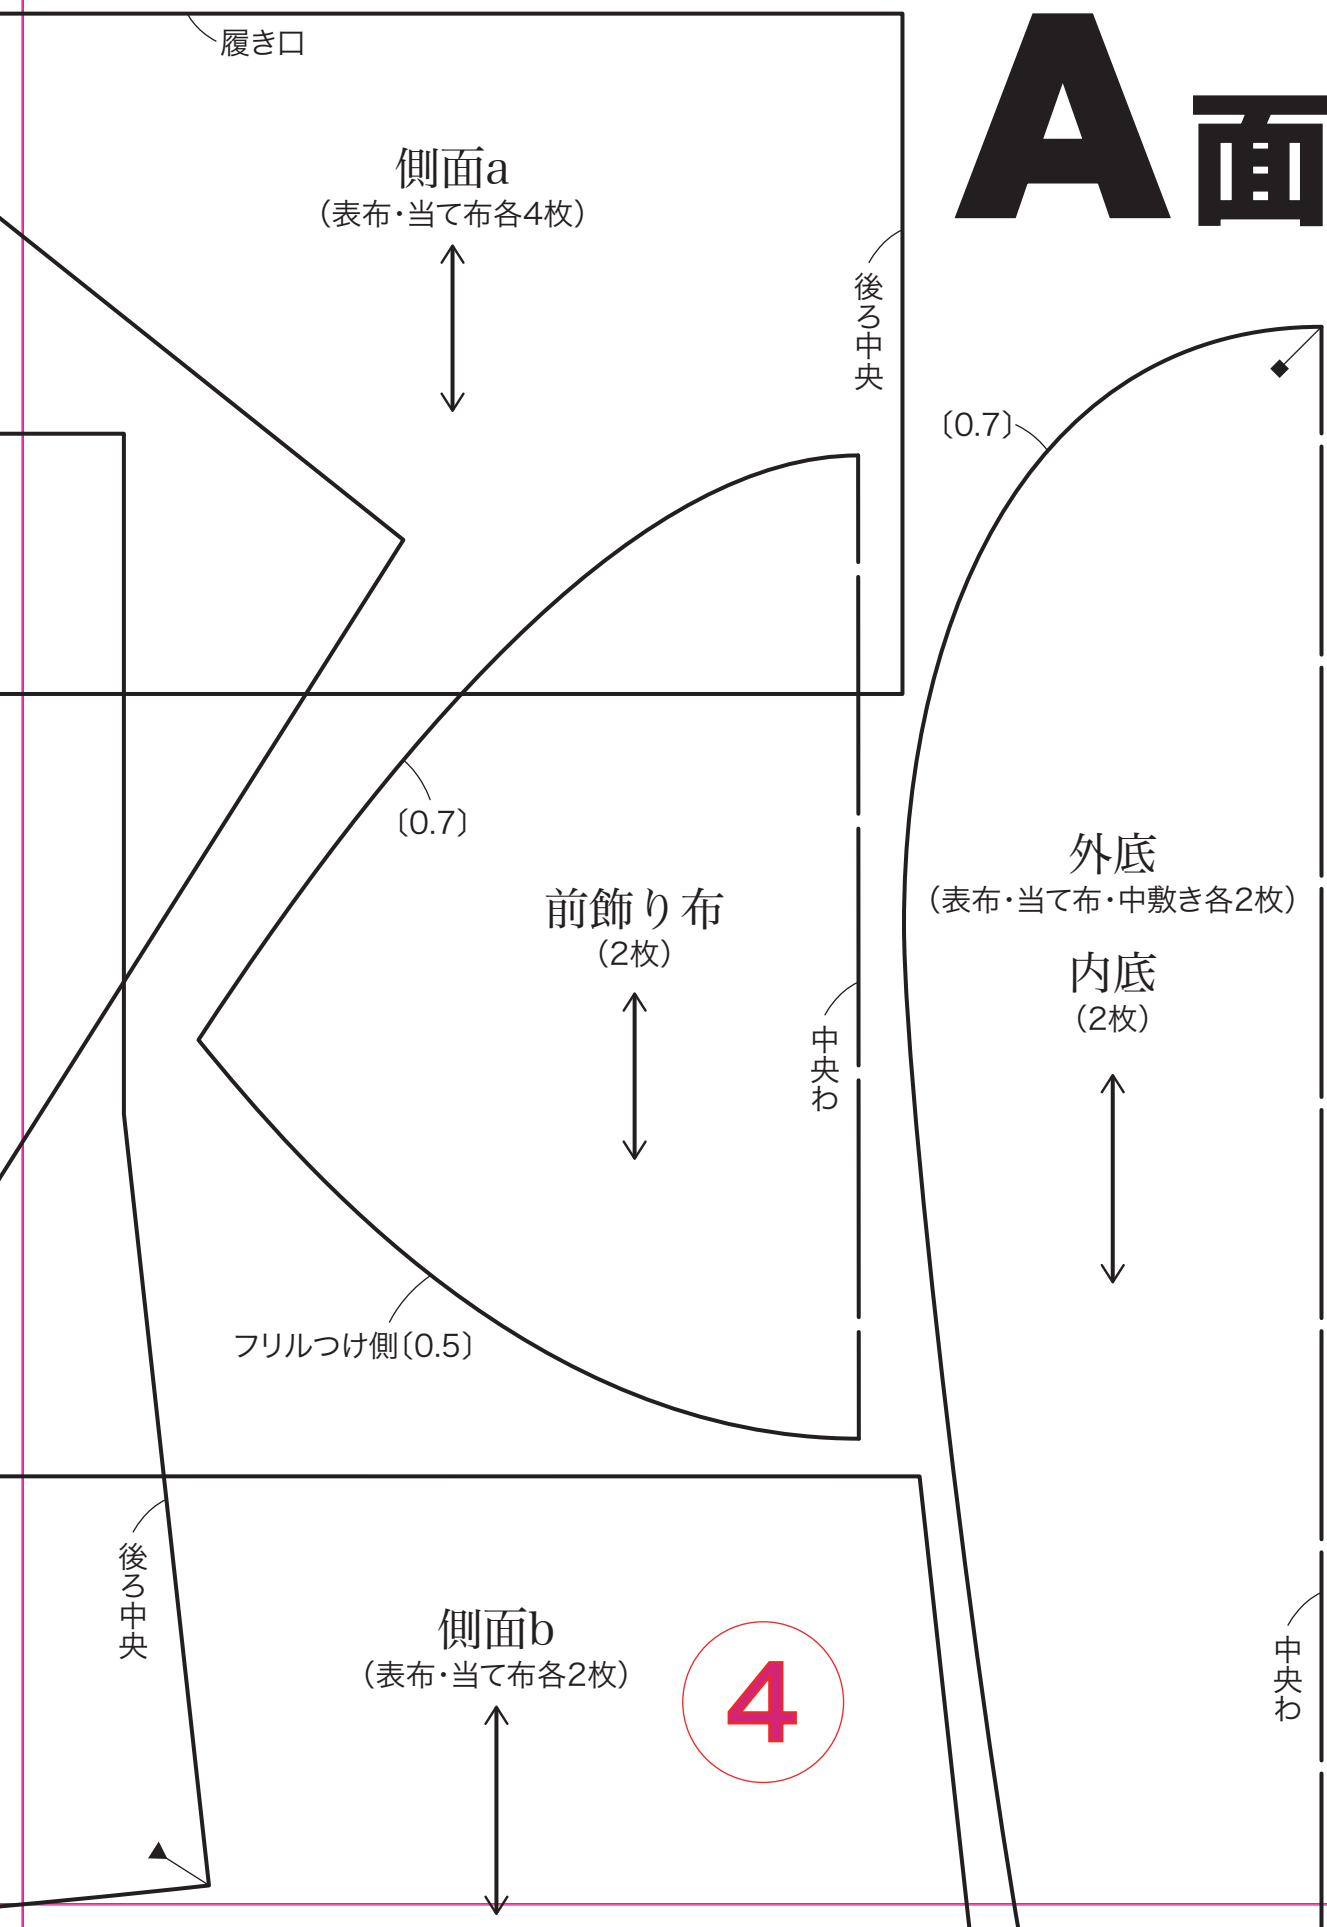 A面
履き口
側面a
（表布・当て布各4枚）
後ろ中央
〔0.7〕
〔0.7〕
前飾り布
（2枚）
中央わ
外底
（表布・当て布・中敷き各2枚）
内底
（2枚）
フリルつけ側〔0.5〕
後ろ中央
側面b
（表布・当て布各2枚）
4
中央わ